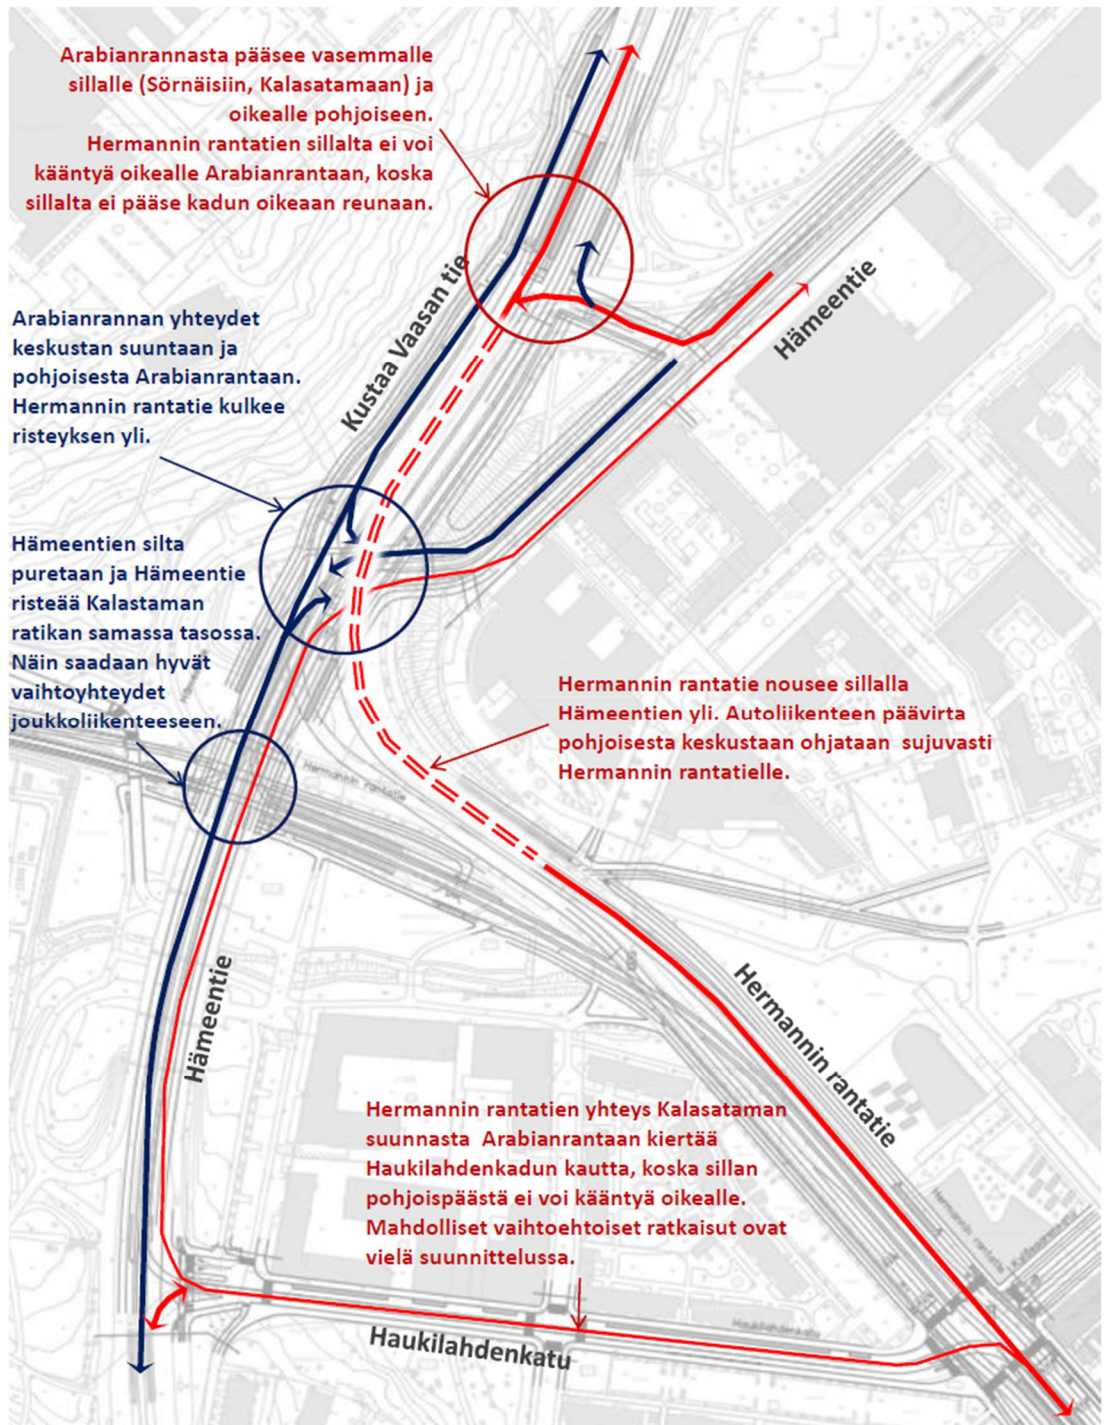 Arabianrannasta pääsee vasemmalle
sillalle (Sörnäisiin, Kalasatamaan) ja
oikealle pohjoiseen.
Hermannin rantatien sillalta ei voi
kääntyä oikealle Arabianrantaan, koska
sillalta ei pääse kadun oikeaan reunaan.
Kustaa Vaasan tie
Hämeentie
Arabianrannan yhteydet
keskustan suuntaan ja
pohjoisesta Arabianrantaan.
Hermannin rantatie kulkee
risteyksen yli.
Hämeentien silta
puretaan ja Hämeentie
risteää Kalastaman
ratikan samassa tasossa.
Näin saadaan hyvät
vaihtoyhteydet
joukkoliikenteeseen.
Hermannin rantatie nousee sillalla
Hämeentien yli. Autoliikenteen päävirta
pohjoisesta keskustaan ohjataan sujuvasti
Hermannin rantatielle.
Hermannin rantatie
Hämeentie
Hermannin rantatie
Hermannin rantatien yhteys Kalasataman
suunnasta Arabianrantaan kiertää
Haukilahdenkadun kautta, koska sillan
pohjoispäästä ei voi kääntyä oikealle.
Mahdolliset vaihtoehtoiset ratkaisut ovat
vielä suunnittelussa.
Hermannin rantatie
Haukilahdenkatu
Haukilahdenkatu